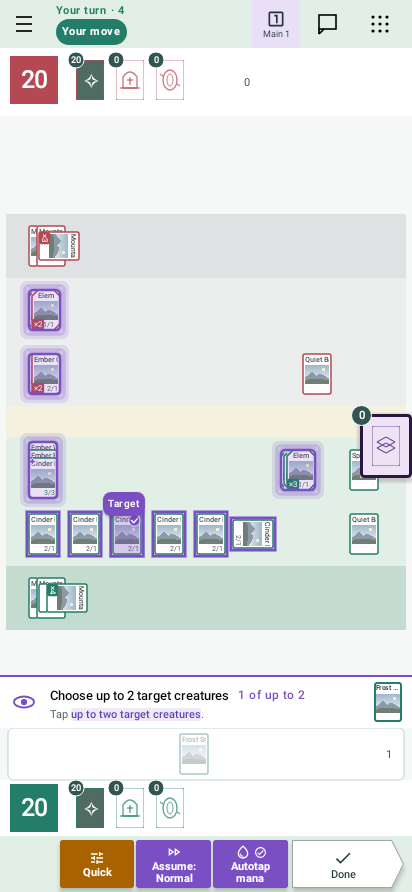 Your turn · 4
Your move
1
Main 1
20
20
0
0
0
Mounta
×3
Elem
×2
1/1
Ember
×2
2/1
Quiet B
0
Ember
Cinder
3/3
Elem
×3
1/1
Target
Cinder
Cinder
Cinder
Cinder
Cinder
2/1
2/1
2/1
2/1
2/1
2/1
Quiet B
Mounta
×4
Choose up to 2 target creatures
1 of up to 2
Tap up to two target creatures.
Frost ...
Frost
1
20
20
0
0
Quick
Assume:
Normal
Autotap
mana
Done